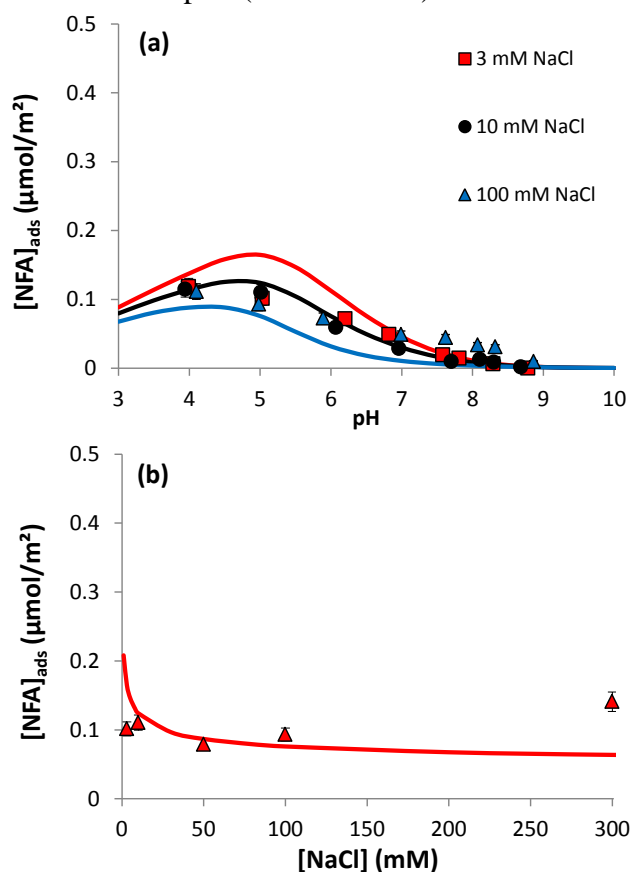 (a)
3 mM NaCl
10 mM NaCl
100 mM NaCl
[NFA]ads (µmol/m²)
0.5
0.4
0.3
0.2
0.1
0
3 4 5 6 7 8 9 10
pH
(b)
[NFA]ads (µmol/m²)
0.5
0.4
0.3
0.2
0.1
0
0 50 100 150 200 250 300
[NaCl] (mM)